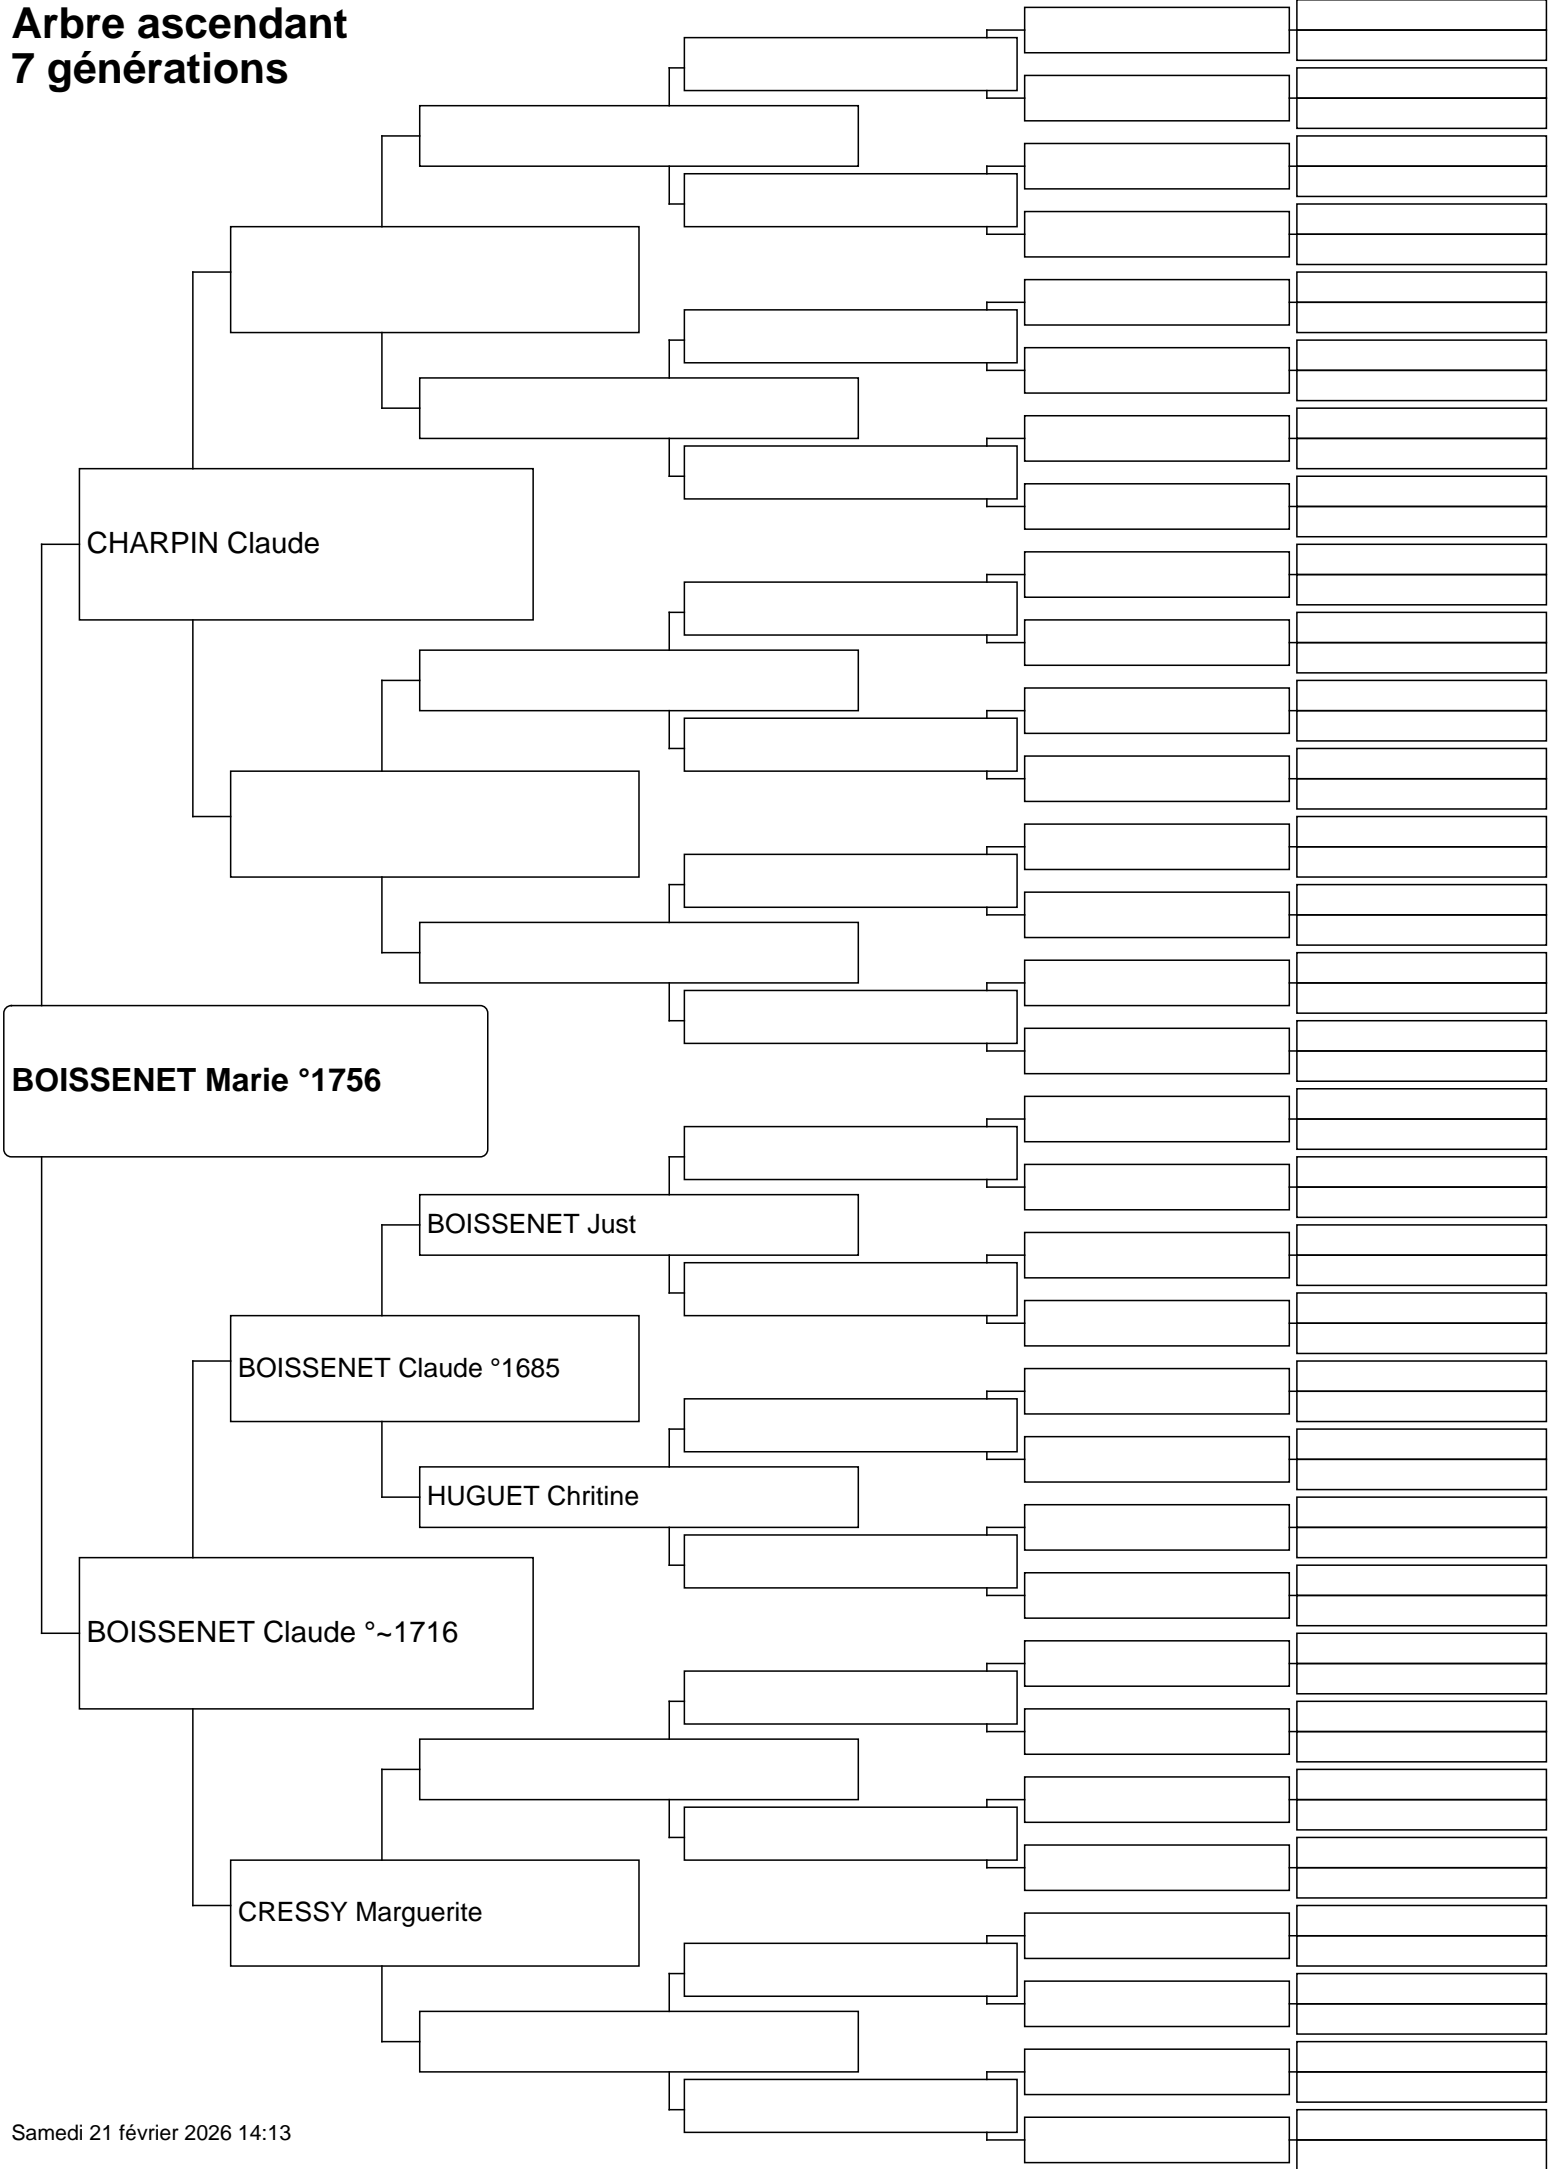 Arbre ascendant
7 générations
CHARPIN Claude
BOISSENET Marie °1756
BOISSENET Just
BOISSENET Claude °1685
HUGUET Chritine
BOISSENET Claude °~1716
CRESSY Marguerite
Samedi 21 février 2026 14:13